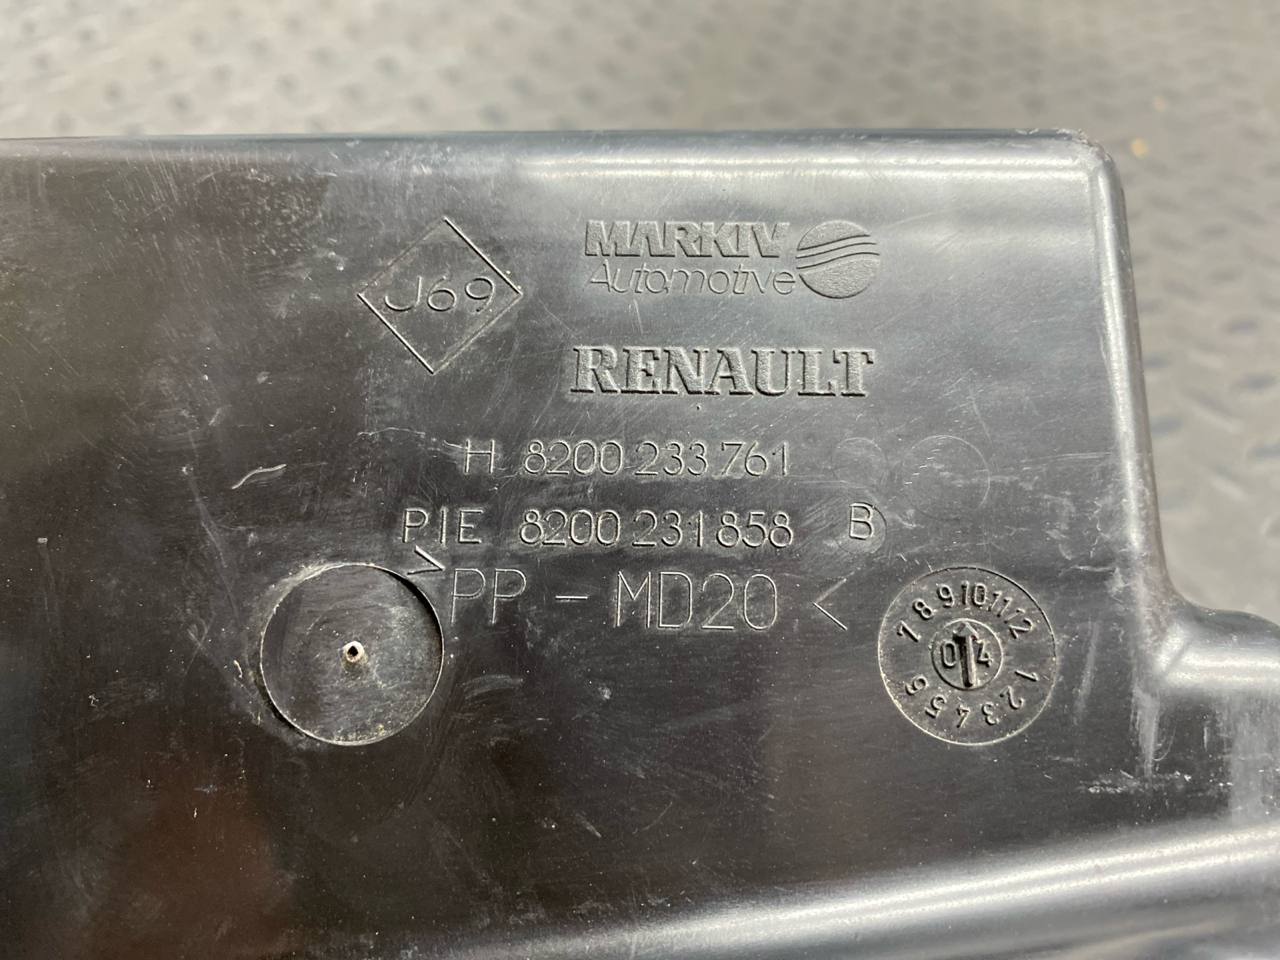 J69
MARKIV
Automotive
RENAULT
H 8200 233 761
PIE 8200 231 858 B
>PP - MD20<
7 8 9 10 11 12 1 2 3 4 5 6
04